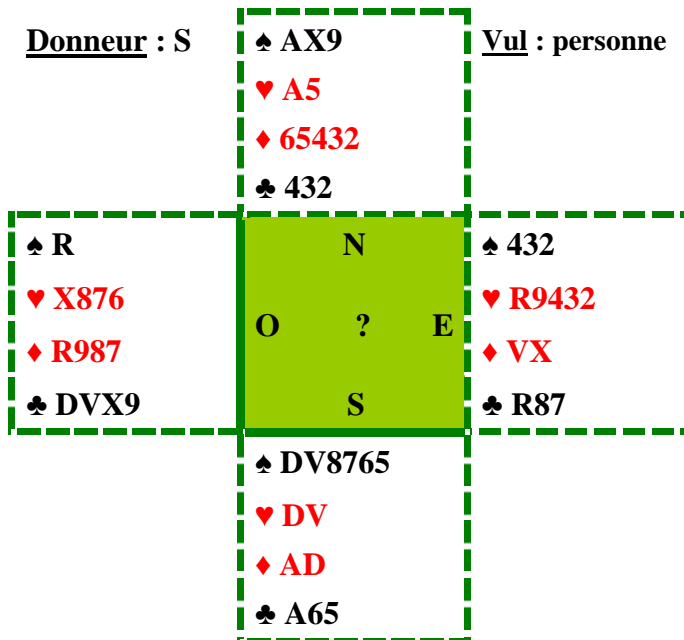 Donneur : S
♠ AX9
Vul : personne
♥ A5
♦ 65432
♣ 432
♠ R
N
♠ 432
♥ X876
♥ R9432
♦ R987
O ? E
♦ VX
♣ DVX9
S
♣ R87
♠ DV8765
♥ DV
♦ AD
♣ A65